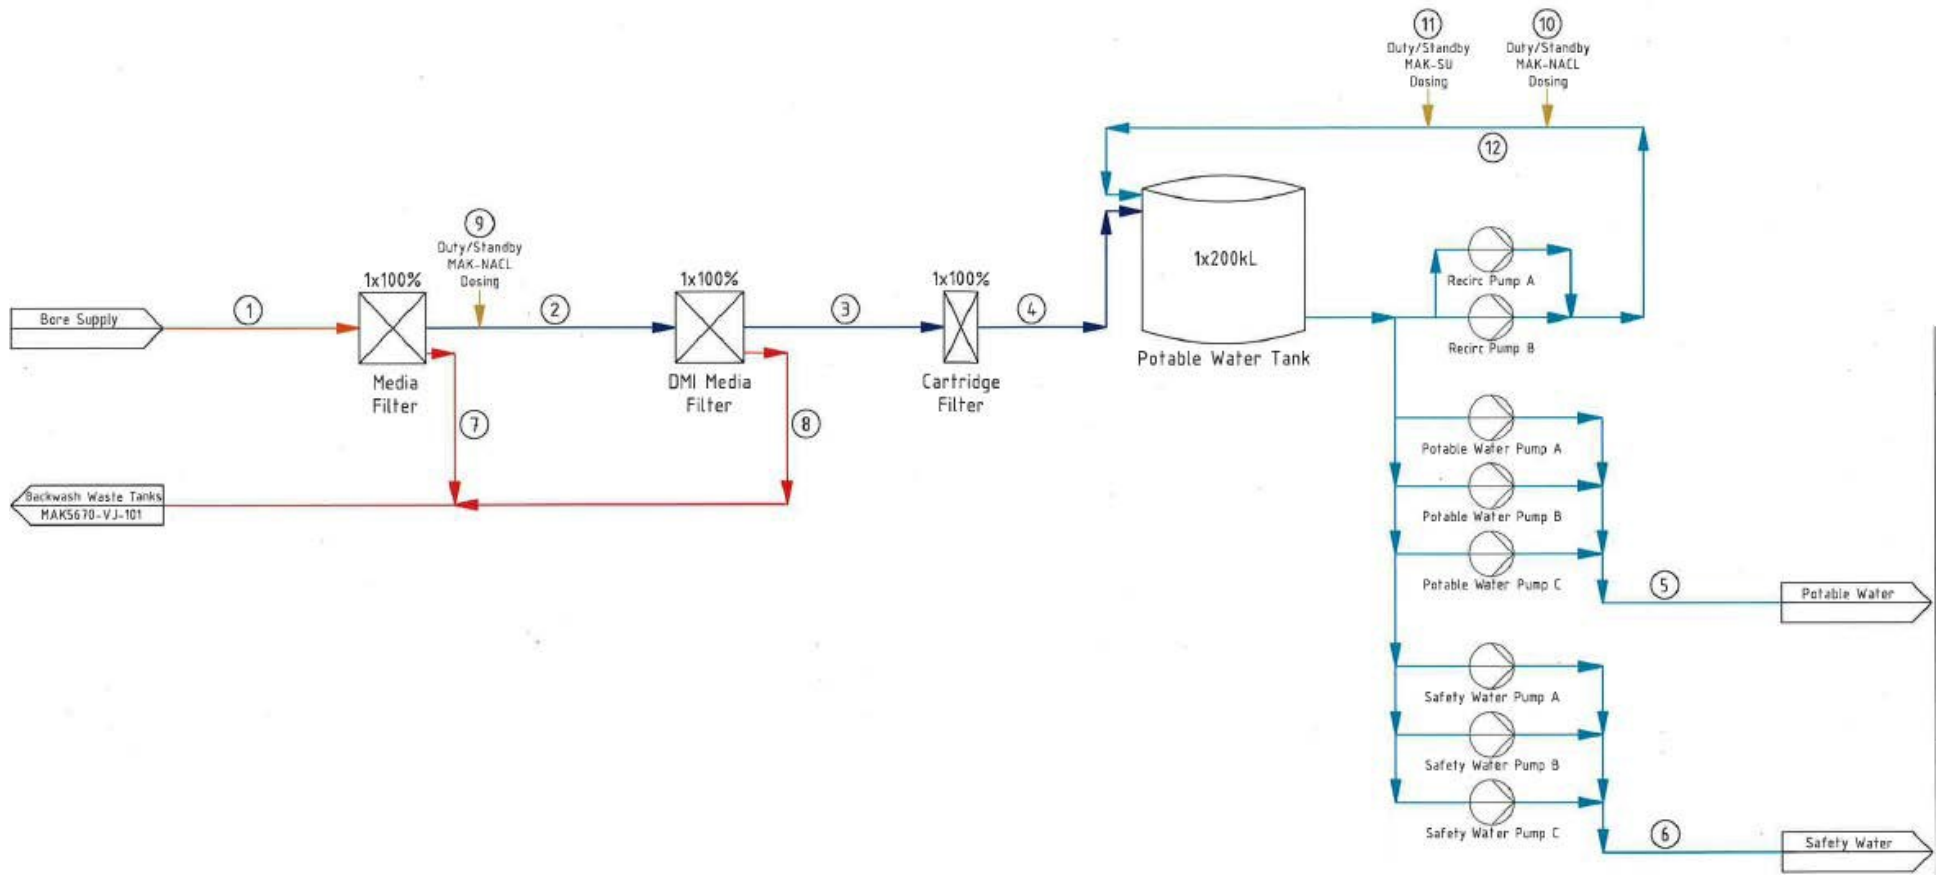 11
Duty/Standby
MAK-SU
Dosing
10
Duty/Standby
MAK-NACL
Dosing
12
9
Duty/Standby
MAK-NACL
Dosing
1x100%
1x100%
1x100%
1x200kL
Potable Water Tank
Bore Supply
1
2
3
4
Media
Filter
DMI Media
Filter
Cartridge
Filter
7
8
Backwash Waste Tanks
MAK5670-VJ-101
Recirc Pump A
Recirc Pump B
Potable Water Pump A
Potable Water Pump B
Potable Water Pump C
5
Potable Water
Safety Water Pump A
Safety Water Pump B
Safety Water Pump C
6
Safety Water